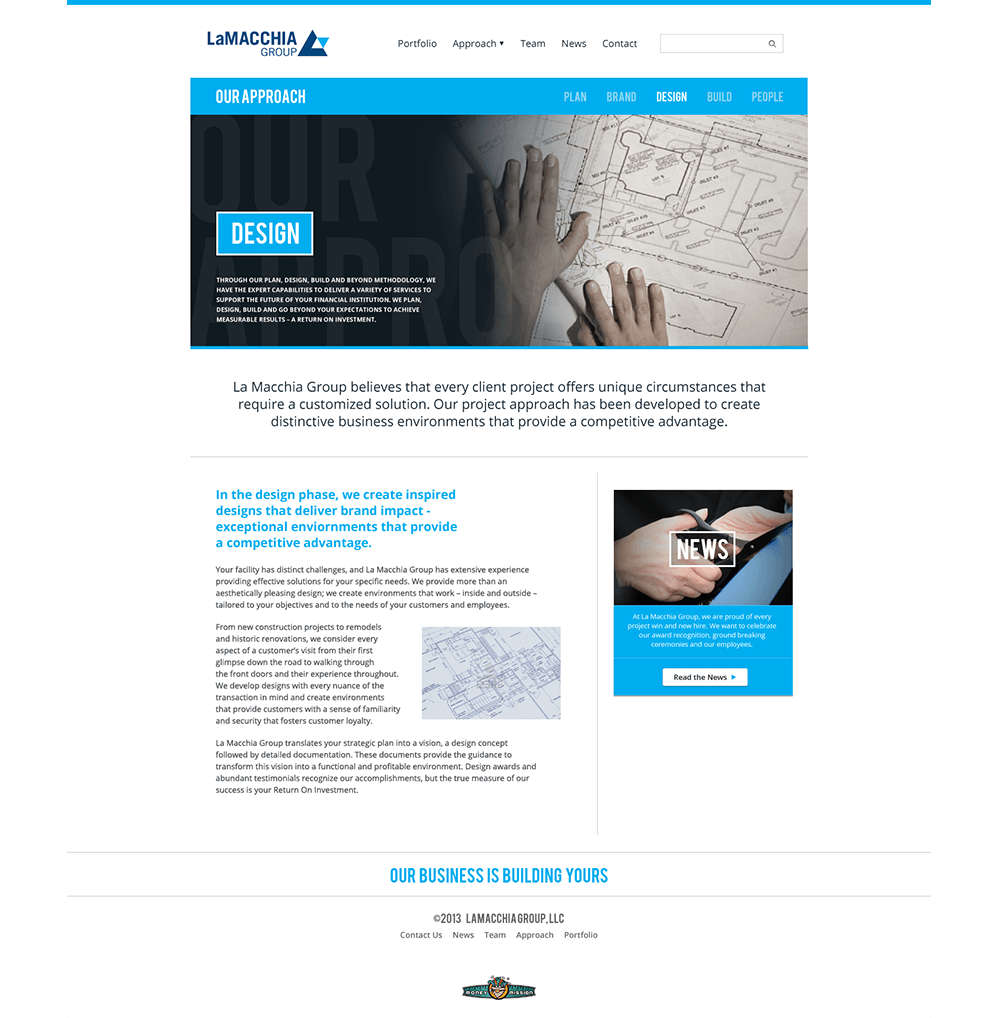 LaMACCHIA
GROUP
Portfolio Approach ▾ Team News Contact
OUR APPROACH
PLAN BRAND DESIGN BUILD PEOPLE
OUR
APPRO
DESIGN
THROUGH OUR PLAN, DESIGN, BUILD AND BEYOND METHODOLOGY, WE
HAVE THE EXPERT CAPABILITIES TO DELIVER A VARIETY OF SERVICES TO
SUPPORT THE FUTURE OF YOUR FINANCIAL INSTITUTION. WE PLAN,
DESIGN, BUILD AND GO BEYOND YOUR EXPECTATIONS TO ACHIEVE
MEASURABLE RESULTS – A RETURN ON INVESTMENT.
La Macchia Group believes that every client project offers unique circumstances that
require a customized solution. Our project approach has been developed to create
distinctive business environments that provide a competitive advantage.
In the design phase, we create inspired
designs that deliver brand impact -
exceptional enviornments that provide
a competitive advantage.
Your facility has distinct challenges, and La Macchia Group has extensive experience
providing effective solutions for your specific needs. We provide more than an
aesthetically pleasing design; we create environments that work – inside and outside –
tailored to your objectives and to the needs of your customers and employees.
From new construction projects to remodels
and historic renovations, we consider every
aspect of a customer's visit from their first
glimpse down the road to walking through
the front doors and their experience throughout.
We develop designs with every nuance of the
transaction in mind and create environments
that provide customers with a sense of familiarity
and security that fosters customer loyalty.
La Macchia Group translates your strategic plan into a vision, a design concept
followed by detailed documentation. These documents provide the guidance to
transform this vision into a functional and profitable environment. Design awards and
abundant testimonials recognize our accomplishments, but the true measure of our
success is your Return On Investment.
NEWS
At La Macchia Group, we are proud of every
project win and new hire. We want to celebrate
our award recognition, ground breaking
ceremonies and our employees.
Read the News ▸
OUR BUSINESS IS BUILDING YOURS
©2013 LAMACCHIA GROUP, LLC
Contact Us News Team Approach Portfolio
MONEY MISSION